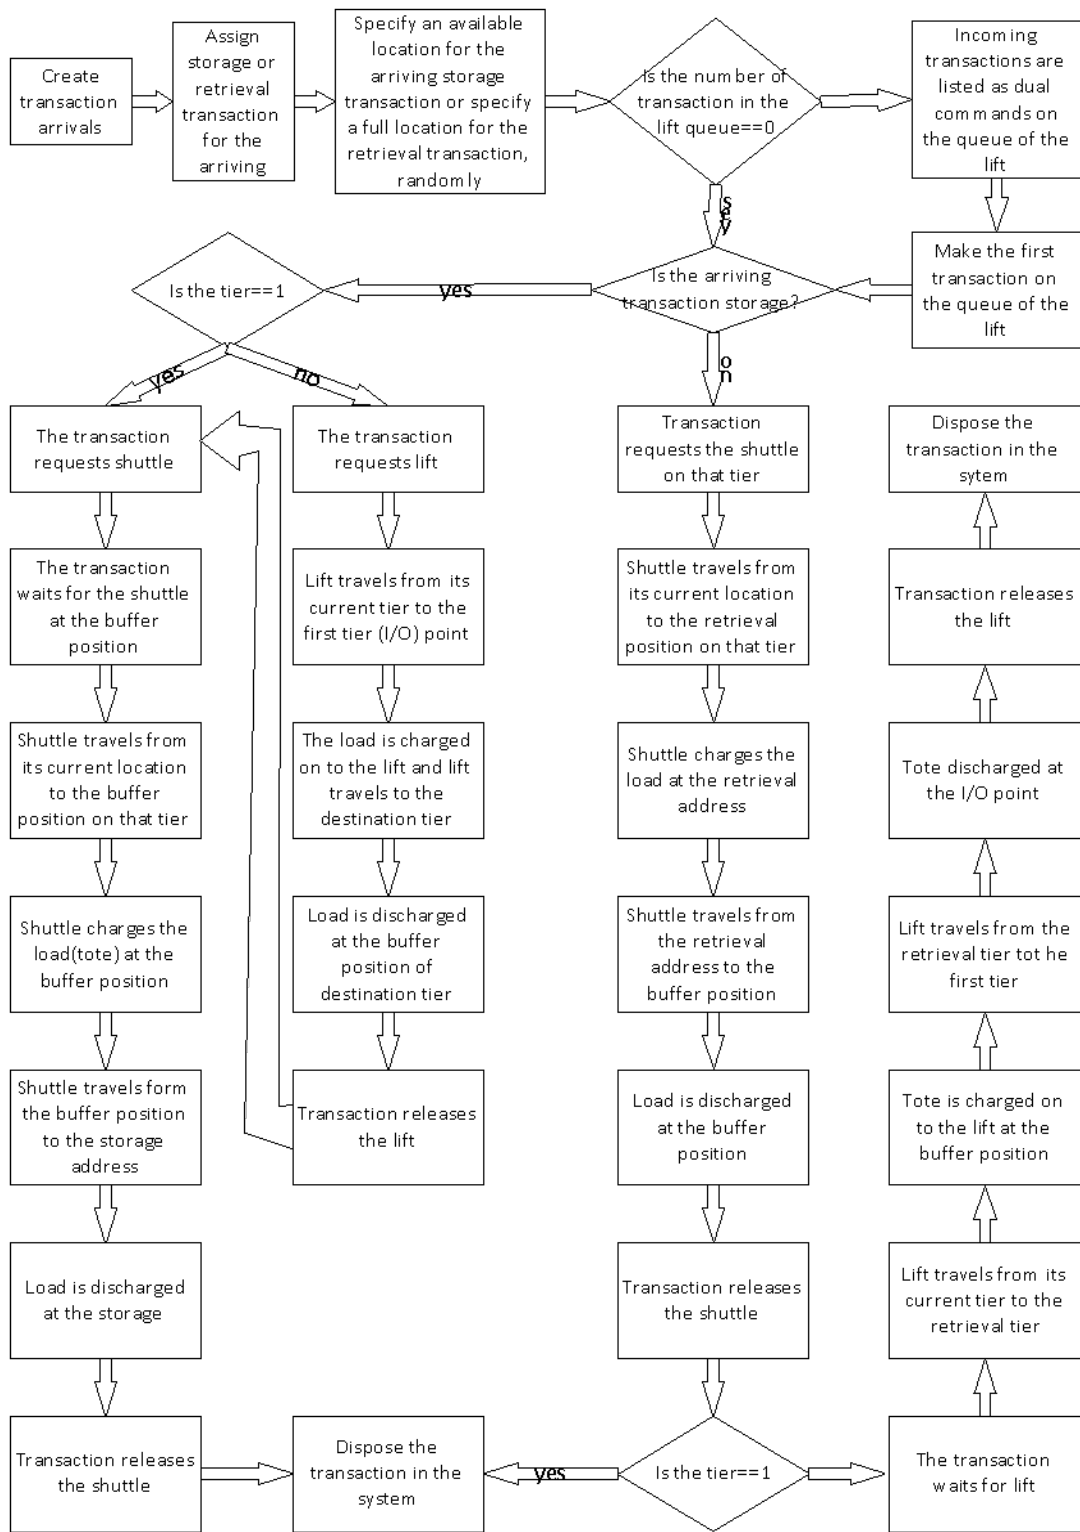 Create
transaction
arrivals
Assign
storage or
retrieval
transaction
for the
arriving
Specify an available
location for the
arriving storage
transaction or specify
a full location for the
retrieval transaction,
randomly
Is the number of
transaction in the
lift queue==0
Incoming
transactions are
listed as dual
commands on
the queue of the
lift
yes
Is the tier==1
yes
Is the arriving
transaction storage?
Make the first
transaction on
the queue of the
lift
yes
no
no
The transaction
requests shuttle
The transaction
requests lift
Transaction
requests the shuttle
on that tier
Dispose the
transaction in the
sytem
The transaction
waits for the shuttle
at the buffer
position
Lift travels from its
current tier to the
first tier (I/O) point
Shuttle travels from
its current location
to the retrieval
position on that tier
Transaction releases
the lift
Shuttle travels from
its current location
to the buffer
position on that tier
The load is charged
on to the lift and lift
travels to the
destination tier
Shuttle charges the
load at the retrieval
address
Tote discharged at
the I/O point
Shuttle charges the
load(tote) at the
buffer position
Load is discharged
at the buffer
position of
destination tier
Shuttle travels from
the retrieval
address to the
buffer position
Lift travels from the
retrieval tier tot he
first tier
Shuttle travels form
the buffer position
to the storage
address
Transaction releases
the lift
Load is discharged
at the buffer
position
Tote is charged on
to the lift at the
buffer position
Load is discharged
at the storage
Transaction releases
the shuttle
Lift travels from its
current tier to the
retrieval tier
Transaction releases
the shuttle
Dispose the
transaction in the
system
yes
Is the tier==1
The transaction
waits for lift